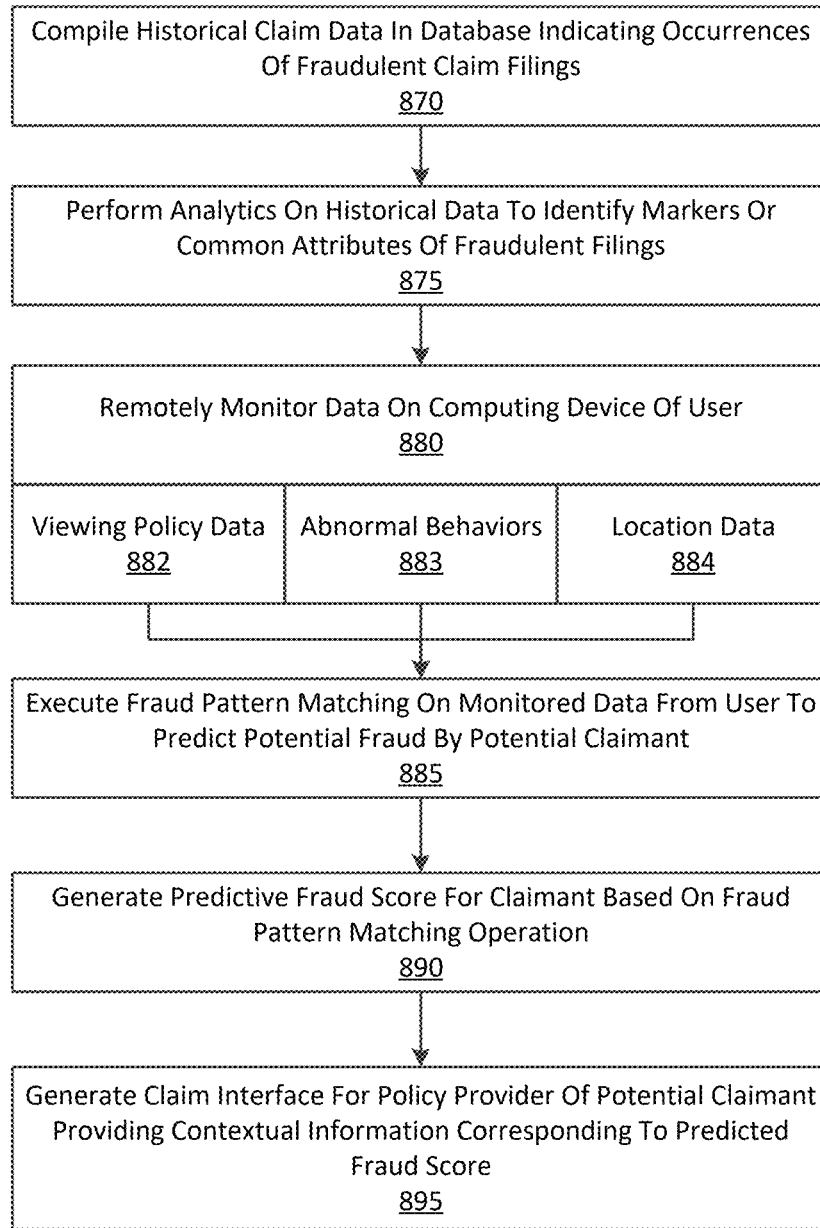 Compile Historical Claim Data In Database Indicating Occurrences
Of Fraudulent Claim Filings
870
Perform Analytics On Historical Data To Identify Markers Or
Common Attributes Of Fraudulent Filings
875
Remotely Monitor Data On Computing Device Of User
880
Viewing Policy Data
882
Abnormal Behaviors
883
Location Data
884
Execute Fraud Pattern Matching On Monitored Data From User To
Predict Potential Fraud By Potential Claimant
885
Generate Predictive Fraud Score For Claimant Based On Fraud
Pattern Matching Operation
890
Generate Claim Interface For Policy Provider Of Potential Claimant
Providing Contextual Information Corresponding To Predicted
Fraud Score
895